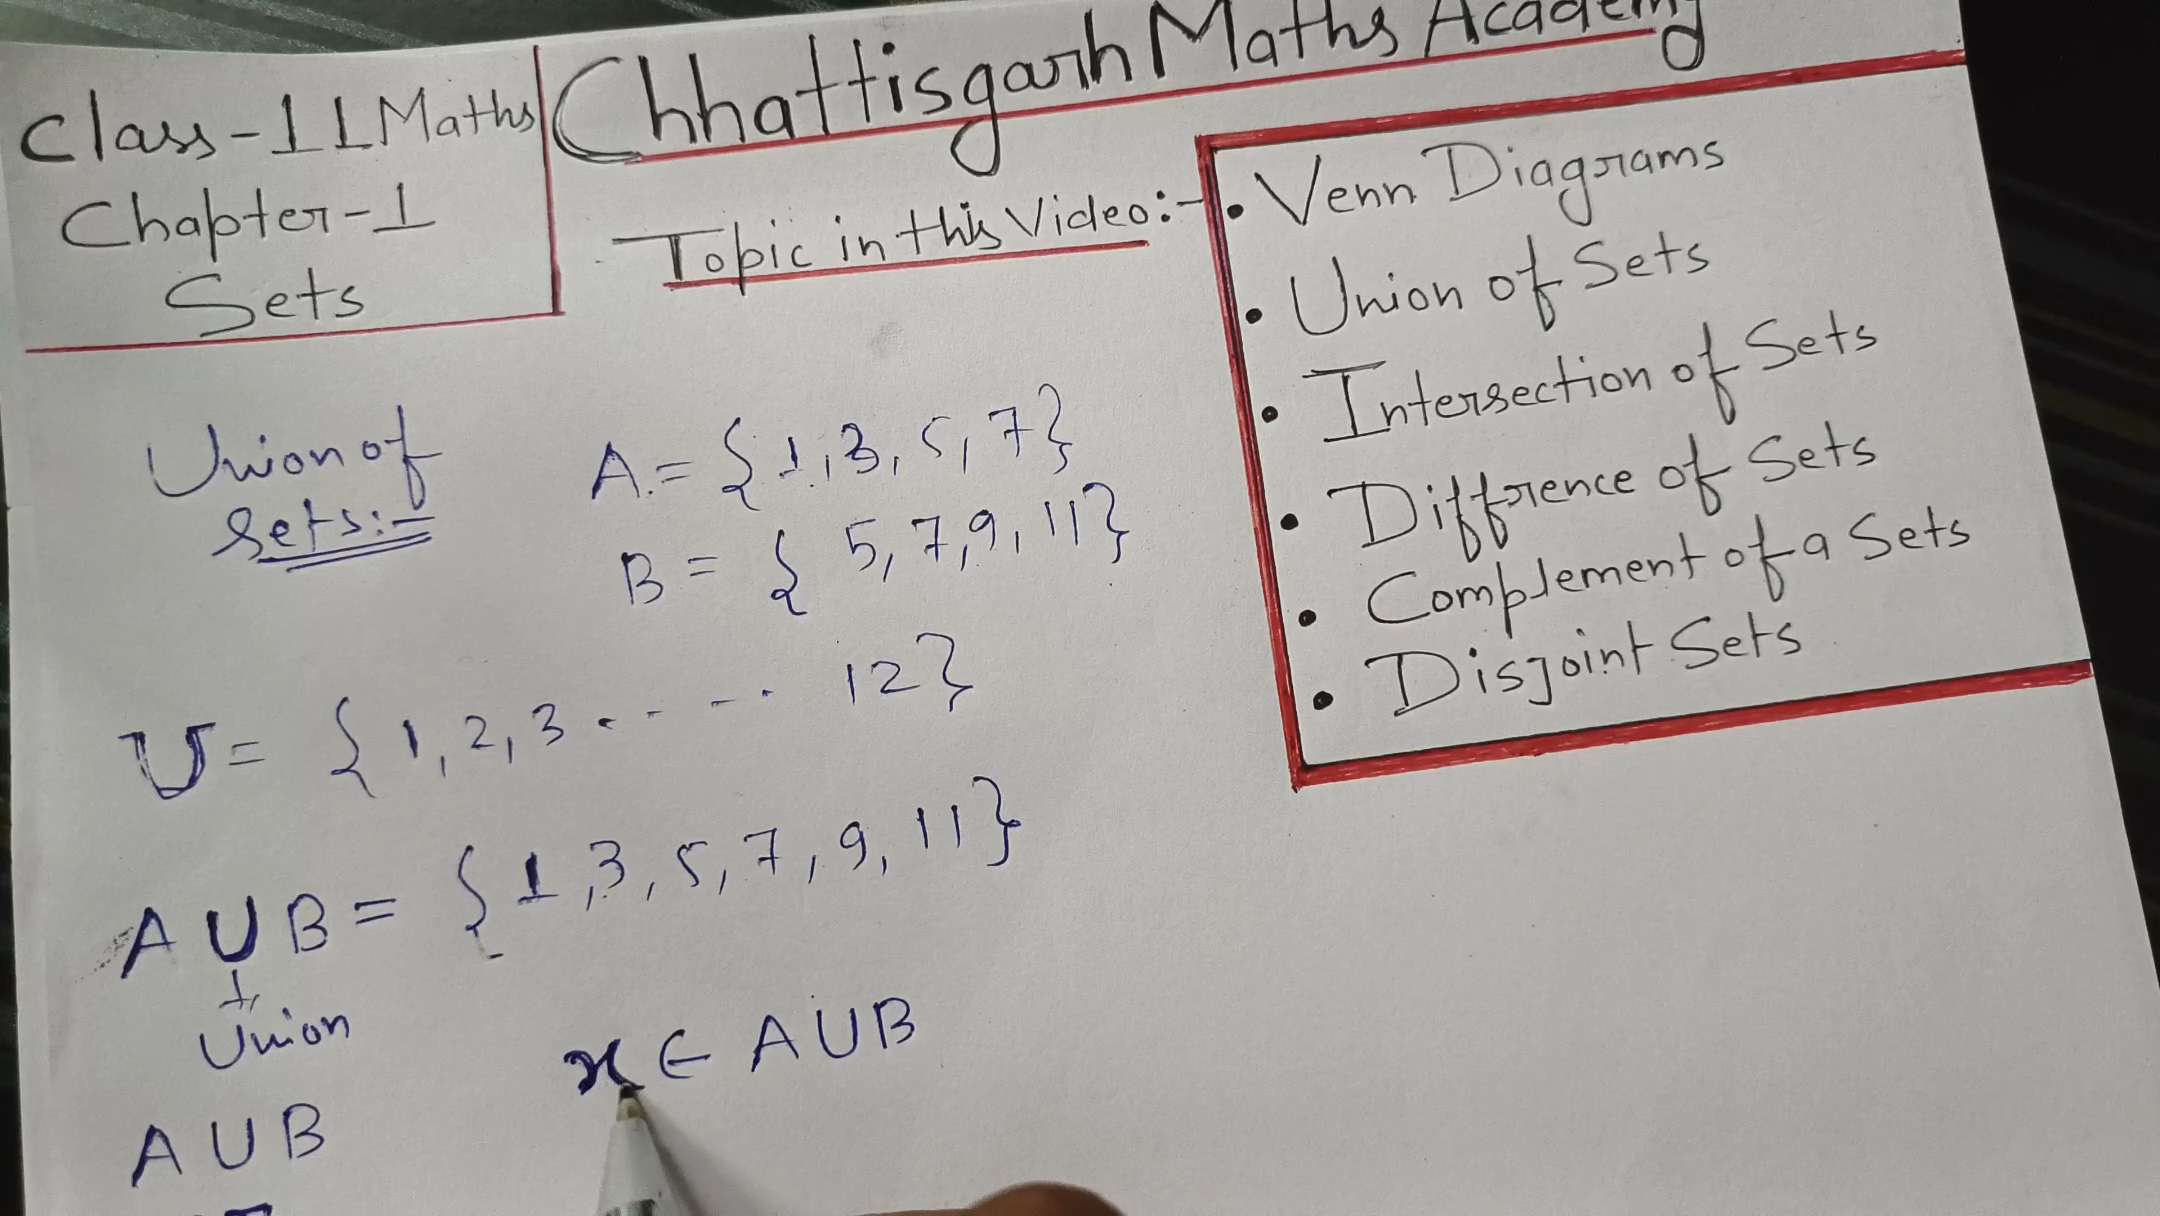 Class-11 Maths
Chapter-1
Sets
Chhattisgarh Maths Academy
Topic in this Video:-
• Venn Diagrams
• Union of Sets
• Intersection of Sets
• Diffrence of Sets
• Complement of a Sets
• Disjoint Sets
Union of
Sets:-
A = {1, 3, 5, 7}
B = { 5, 7, 9, 11}
U = {1, 2, 3 ..... 12}
A U B = {1, 3, 5, 7, 9, 11}
Union
x ∈ A U B
A U B